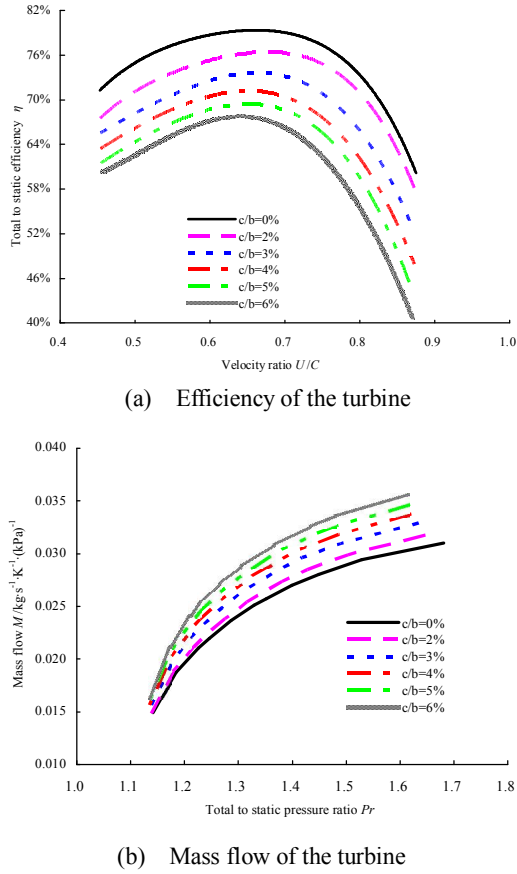 82%
76%
70%
64%
58%
52%
46%
40%
Total to static efficiency η
c/b=0%
c/b=2%
c/b=3%
c/b=4%
c/b=5%
c/b=6%
0.4 0.5 0.6 0.7 0.8 0.9 1.0
Velocity ratio U/C
(a) Efficiency of the turbine
0.040
0.035
0.030
0.025
0.020
0.015
0.010
Mass flow M /kg·s⁻¹·K⁻¹·(kPa)⁻¹
c/b=0%
c/b=2%
c/b=3%
c/b=4%
c/b=5%
c/b=6%
1.0 1.1 1.2 1.3 1.4 1.5 1.6 1.7 1.8
Total to static pressure ratio Pr
(b) Mass flow of the turbine